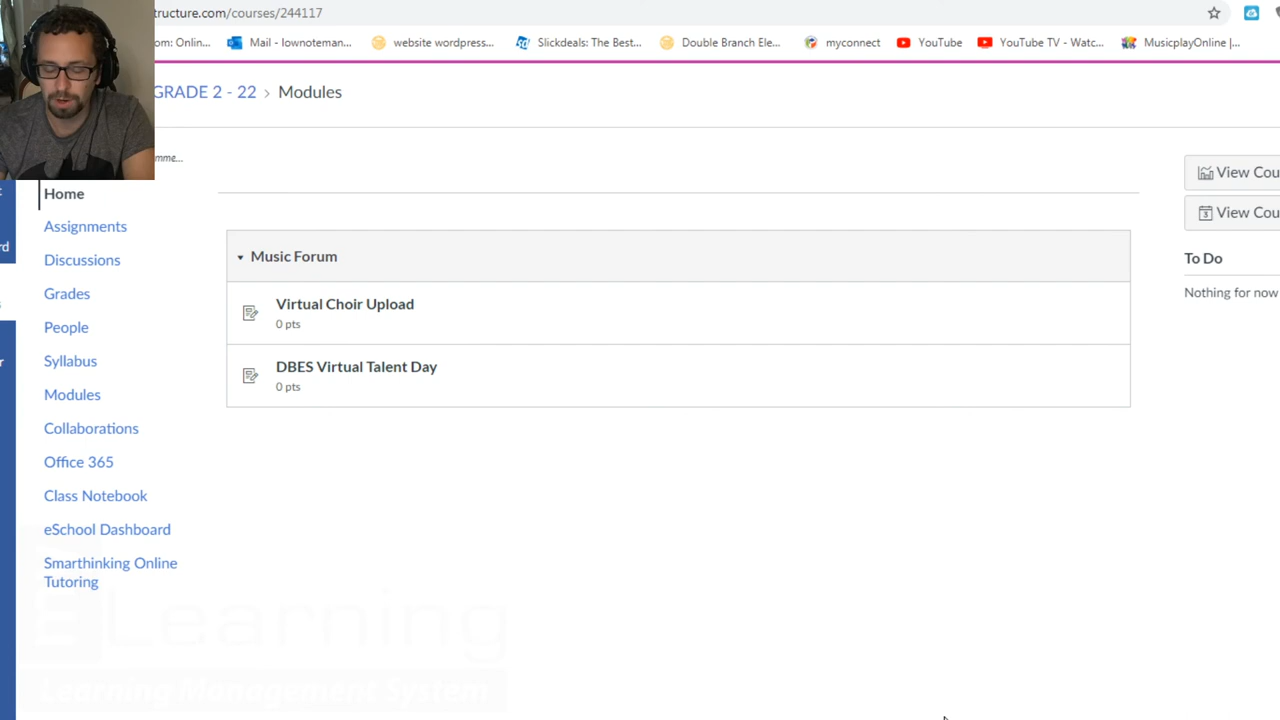 tructure.com/courses/244117
om: Onlin...
Mail - lownoteman...
website wordpress...
Slickdeals: The Best...
Double Branch Ele...
myconnect
YouTube
YouTube TV - Watc...
MusicplayOnline |...
GRADE 2 - 22 > Modules
mme...
Home
Assignments
Discussions
Grades
People
Syllabus
Modules
Collaborations
Office 365
Class Notebook
eSchool Dashboard
Smarthinking Online
Tutoring
Music Forum
Virtual Choir Upload
0 pts
DBES Virtual Talent Day
0 pts
View Cou
View Cou
To Do
Nothing for now
rd
ELearning
Learning Management System